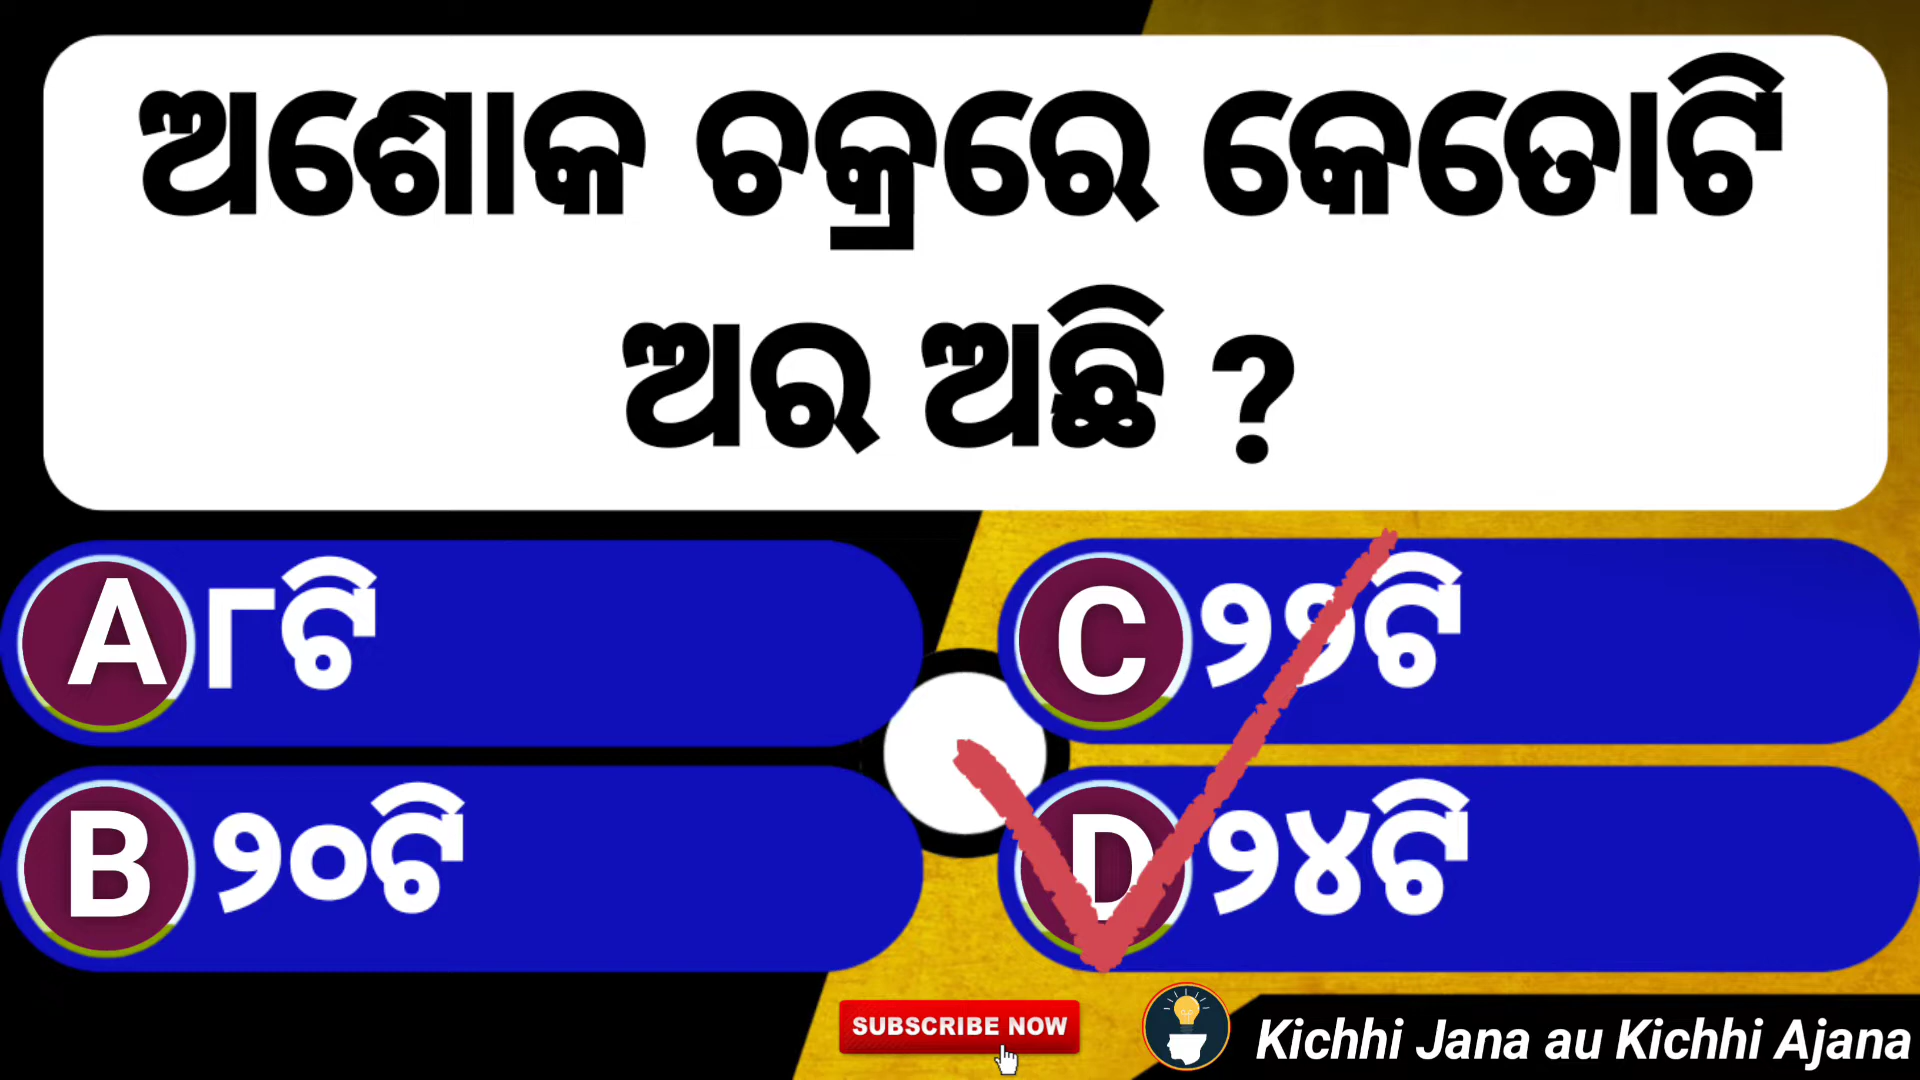 ଅଶୋକ ଚକ୍ରରେ କେତୋଟି
ଅର ଅଛି ?
A ୮ଟି
B ୨୦ଟି
C ୨୨ଟି
D ୨୪ଟି
SUBSCRIBE NOW
Kichhi Jana au Kichhi Ajana